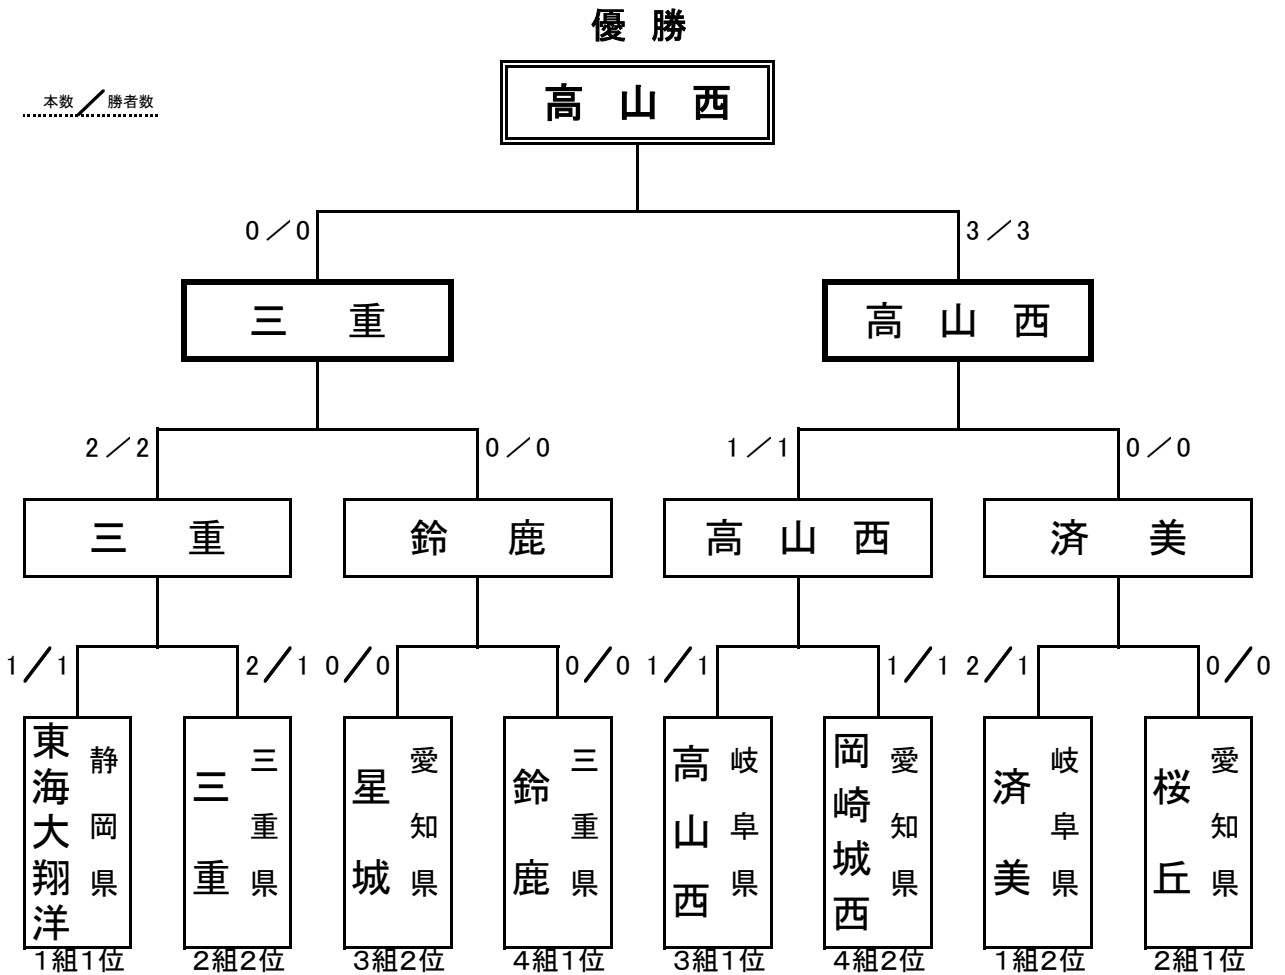 優 勝
高 山 西
本数／勝者数
0／0
3／3
三 重
高 山 西
2／2
0／0
1／1
0／0
三 重
鈴 鹿
高 山 西
済 美
1／1
2／1
0／0
0／0
1／1
1／1
2／1
0／0
東海大翔洋
静岡県
三重
三重県
星城
愛知県
鈴鹿
三重県
高山西
岐阜県
岡崎城西
愛知県
済美
岐阜県
桜丘
愛知県
1組1位
2組2位
3組2位
4組1位
3組1位
4組2位
1組2位
2組1位